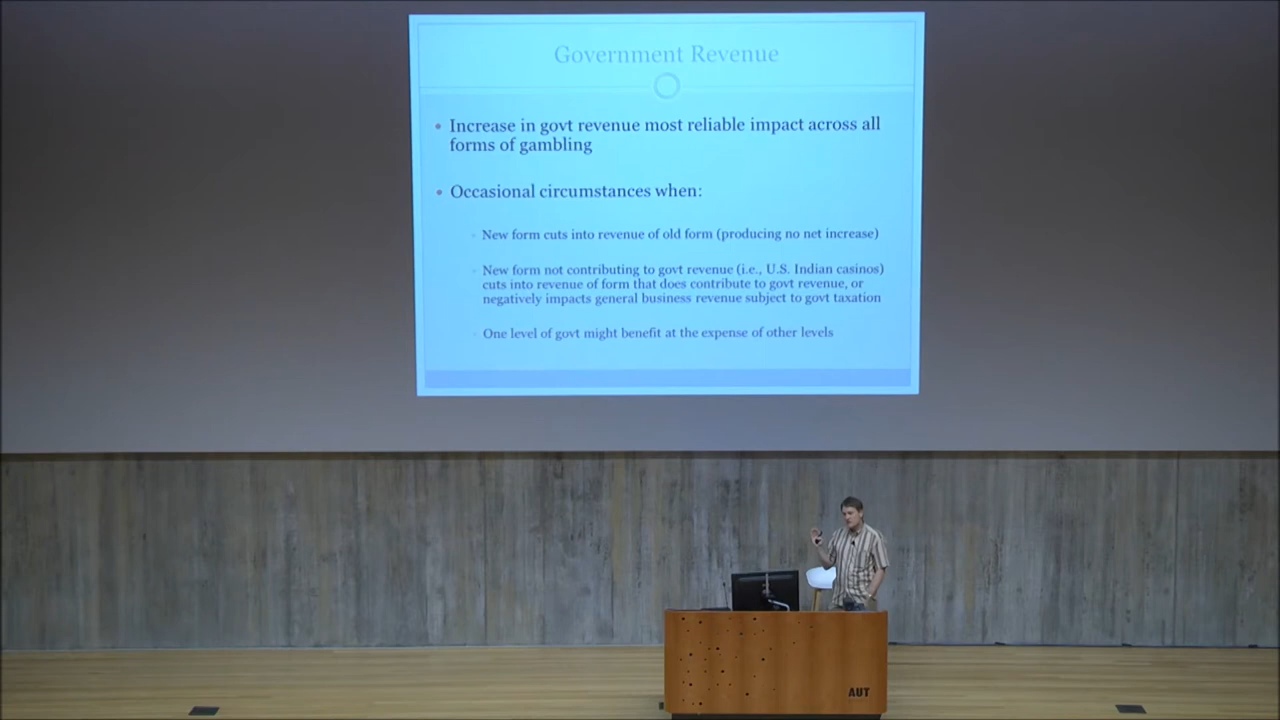 Government Revenue
• Increase in govt revenue most reliable impact across all
forms of gambling
• Occasional circumstances when:
New form cuts into revenue of old form (producing no net increase)
New form not contributing to govt revenue (i.e., U.S. Indian casinos)
cuts into revenue of form that does contribute to govt revenue, or
negatively impacts general business revenue subject to govt taxation
One level of govt might benefit at the expense of other levels
AUT